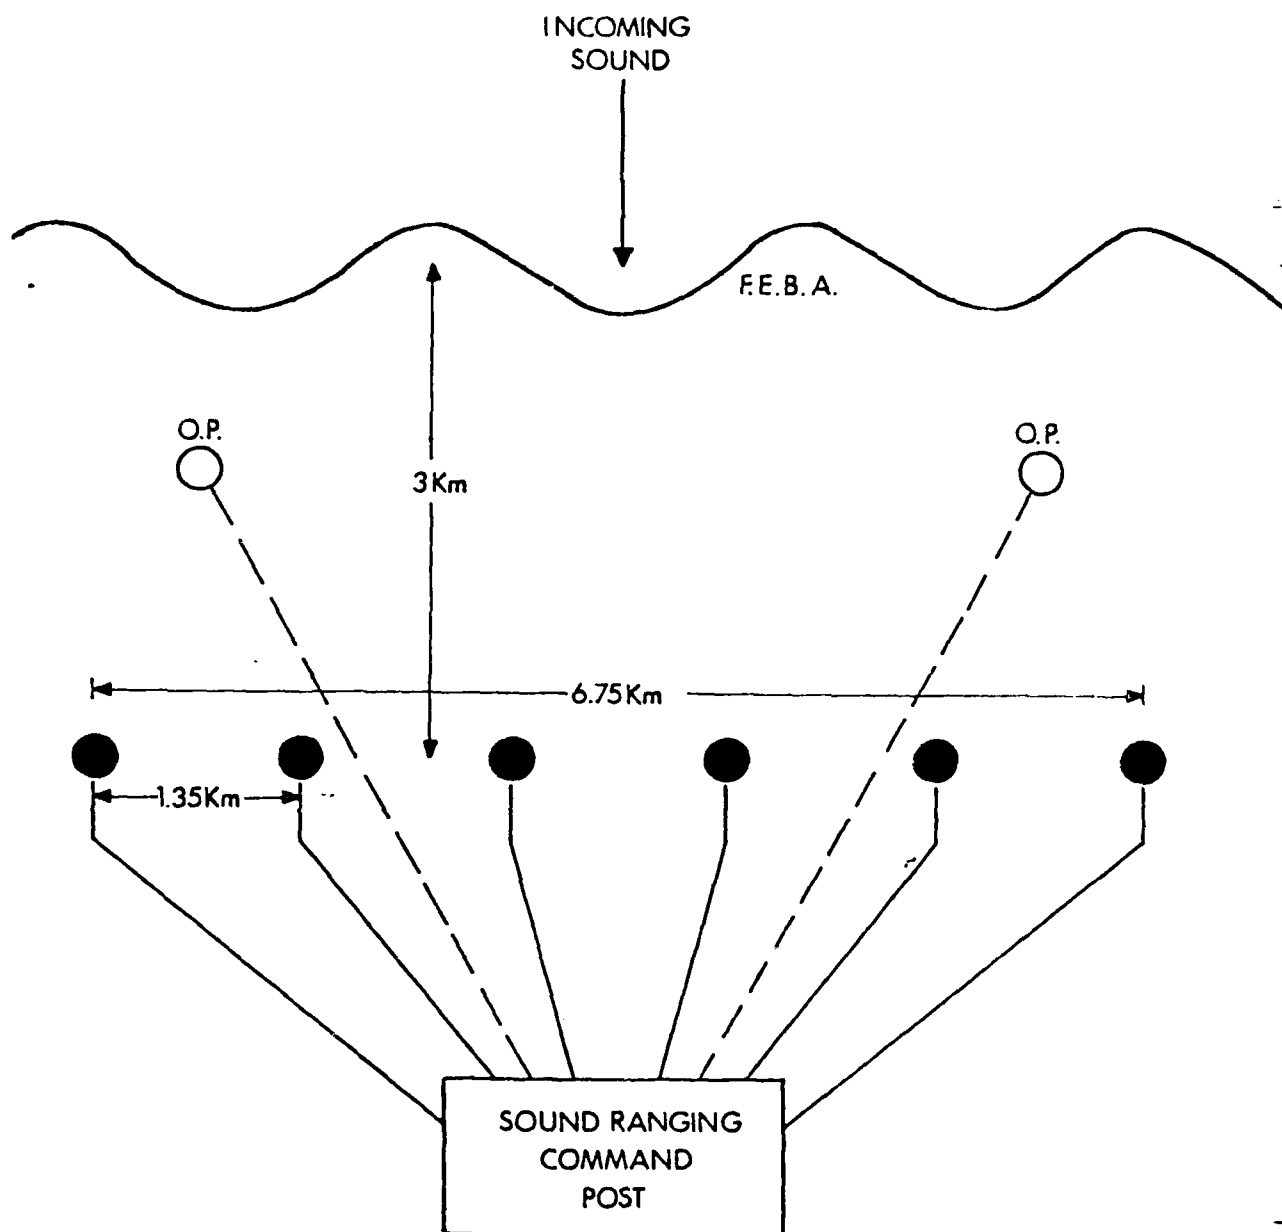 INCOMING
SOUND
F.E.B.A.
O.P.
O.P.
3Km
6.75Km
1.35Km
SOUND RANGING
COMMAND
POST